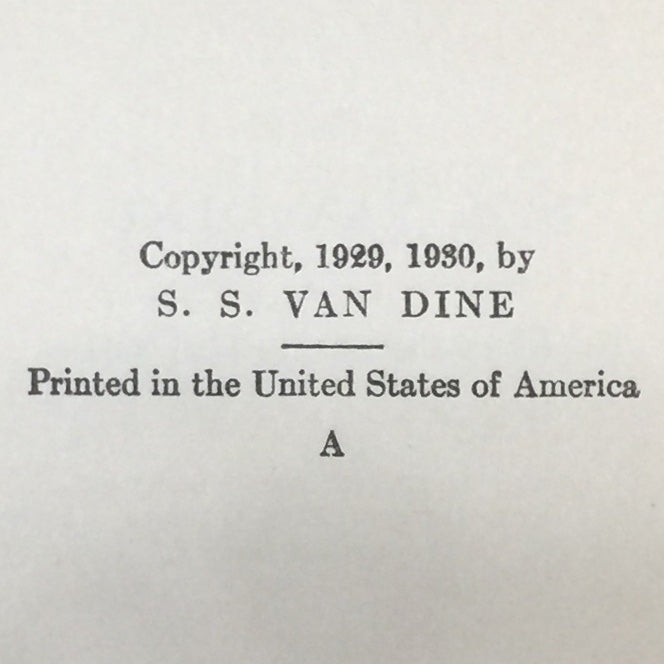 Copyright, 1929, 1930, by
S. S. VAN DINE
Printed in the United States of America
A